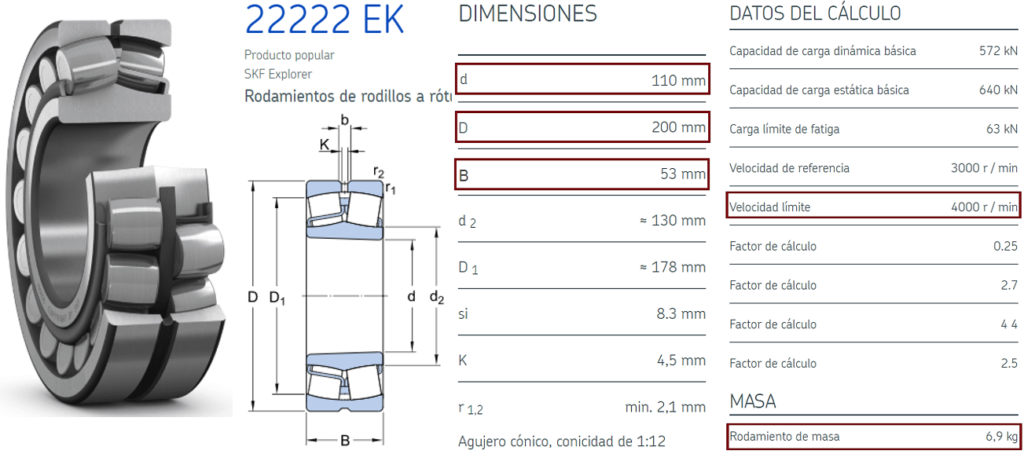 22222 EK
Producto popular
SKF Explorer
Rodamientos de rodillos a rótu
b
K
r2
r1
D
D1
d
d2
B
DIMENSIONES
d 110 mm
D 200 mm
B 53 mm
d 2 ≈ 130 mm
D 1 ≈ 178 mm
si 8.3 mm
K 4,5 mm
r 1,2 min. 2,1 mm
Agujero cónico, conicidad de 1:12
DATOS DEL CÁLCULO
Capacidad de carga dinámica básica 572 kN
Capacidad de carga estática básica 640 kN
Carga límite de fatiga 63 kN
Velocidad de referencia 3000 r / min
Velocidad límite 4000 r / min
Factor de cálculo 0.25
Factor de cálculo 2.7
Factor de cálculo 4 4
Factor de cálculo 2.5
MASA
Rodamiento de masa 6,9 kg